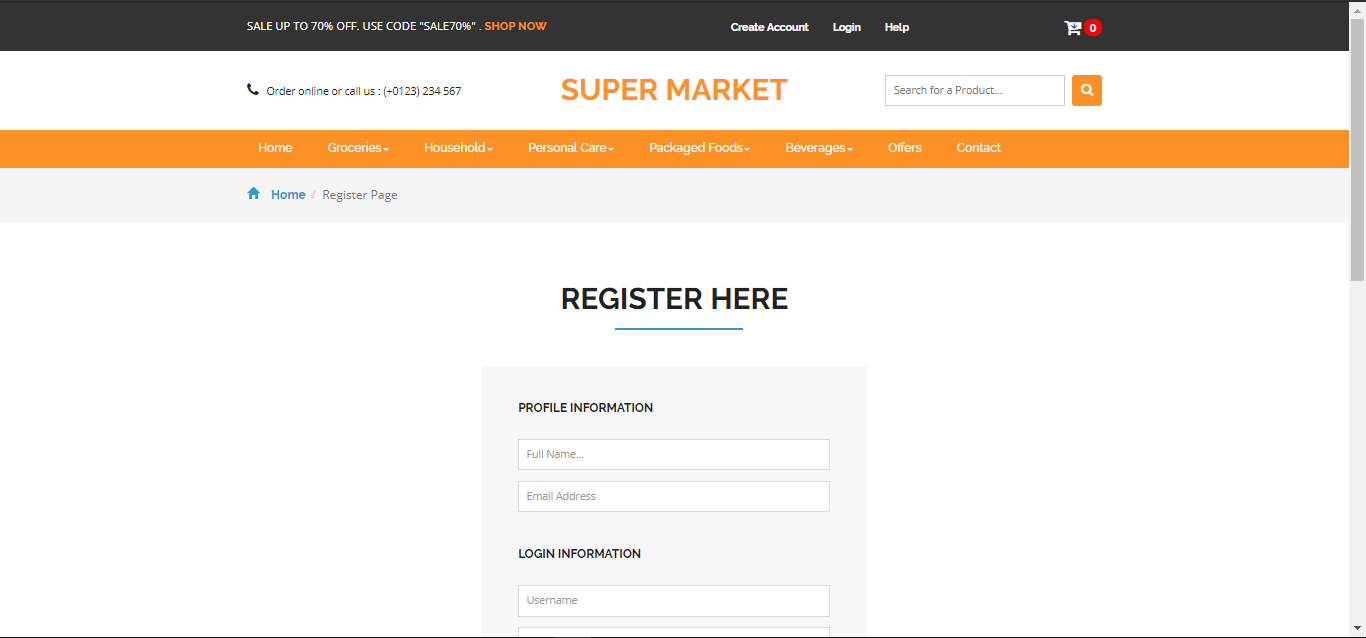 SALE UP TO 70% OFF. USE CODE "SALE70%" . SHOP NOW
Create Account Login Help 0
Order online or call us : (+0123) 234 567
SUPER MARKET
Search for a Product...
Home Groceries Household Personal Care Packaged Foods Beverages Offers Contact
Home / Register Page
REGISTER HERE
PROFILE INFORMATION
Full Name...
Email Address
LOGIN INFORMATION
Username